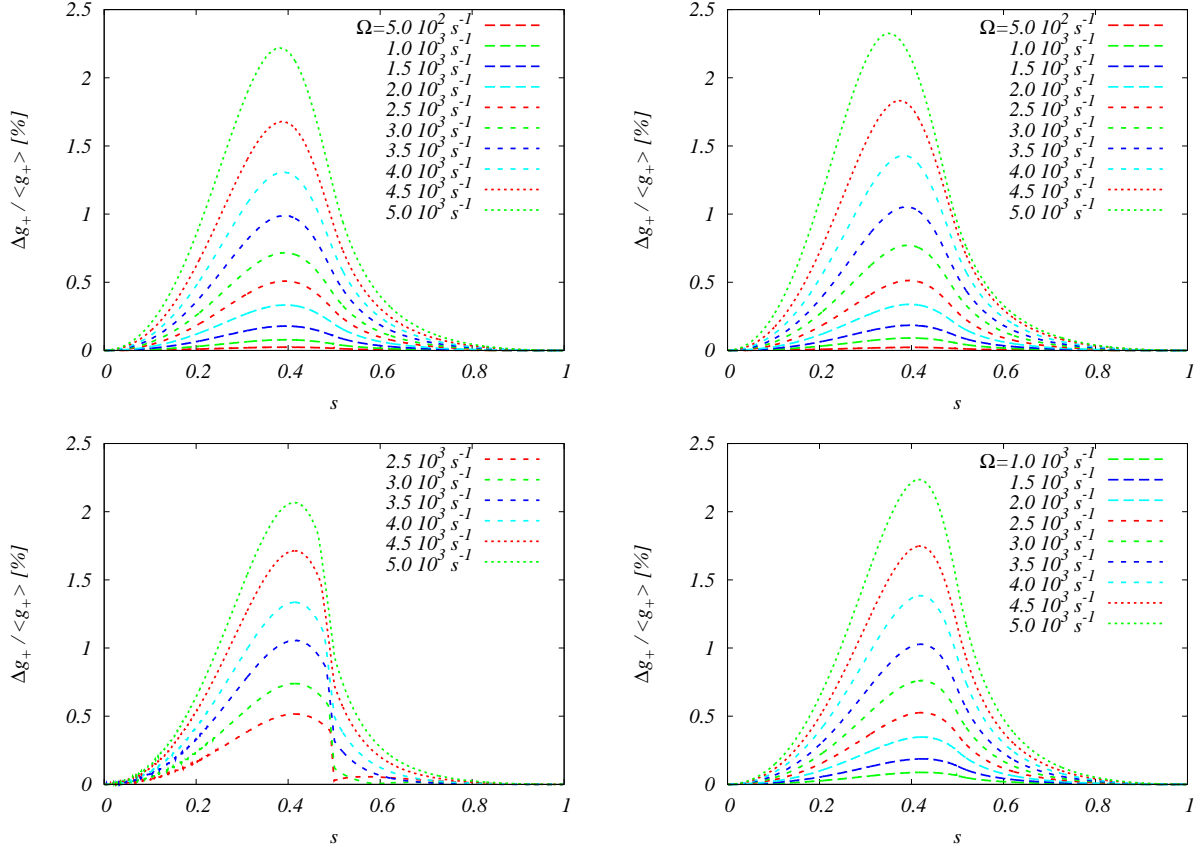 Δg₊ / <g₊> [%]
2.5
2
1.5
1
0.5
0
0 0.2 0.4 0.6 0.8 1
s
Ω=5.0 10² s⁻¹
1.0 10³ s⁻¹
1.5 10³ s⁻¹
2.0 10³ s⁻¹
2.5 10³ s⁻¹
3.0 10³ s⁻¹
3.5 10³ s⁻¹
4.0 10³ s⁻¹
4.5 10³ s⁻¹
5.0 10³ s⁻¹
Δg₊ / <g₊> [%]
2.5
2
1.5
1
0.5
0
0 0.2 0.4 0.6 0.8 1
s
Ω=5.0 10² s⁻¹
1.0 10³ s⁻¹
1.5 10³ s⁻¹
2.0 10³ s⁻¹
2.5 10³ s⁻¹
3.0 10³ s⁻¹
3.5 10³ s⁻¹
4.0 10³ s⁻¹
4.5 10³ s⁻¹
5.0 10³ s⁻¹
Δg₊ / <g₊> [%]
2.5
2
1.5
1
0.5
0
0 0.2 0.4 0.6 0.8 1
s
2.5 10³ s⁻¹
3.0 10³ s⁻¹
3.5 10³ s⁻¹
4.0 10³ s⁻¹
4.5 10³ s⁻¹
5.0 10³ s⁻¹
Δg₊ / <g₊> [%]
2.5
2
1.5
1
0.5
0
0 0.2 0.4 0.6 0.8 1
s
Ω=1.0 10³ s⁻¹
1.5 10³ s⁻¹
2.0 10³ s⁻¹
2.5 10³ s⁻¹
3.0 10³ s⁻¹
3.5 10³ s⁻¹
4.0 10³ s⁻¹
4.5 10³ s⁻¹
5.0 10³ s⁻¹